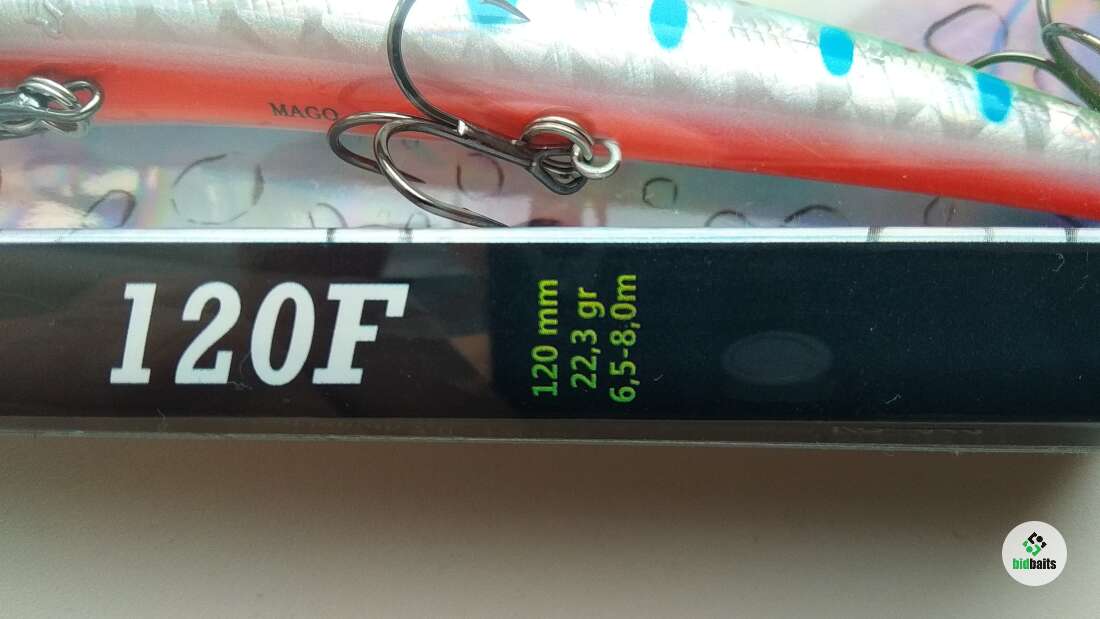 MAGO
120F
120 mm
22,3 gr
6,5-8,0m
bidbaits